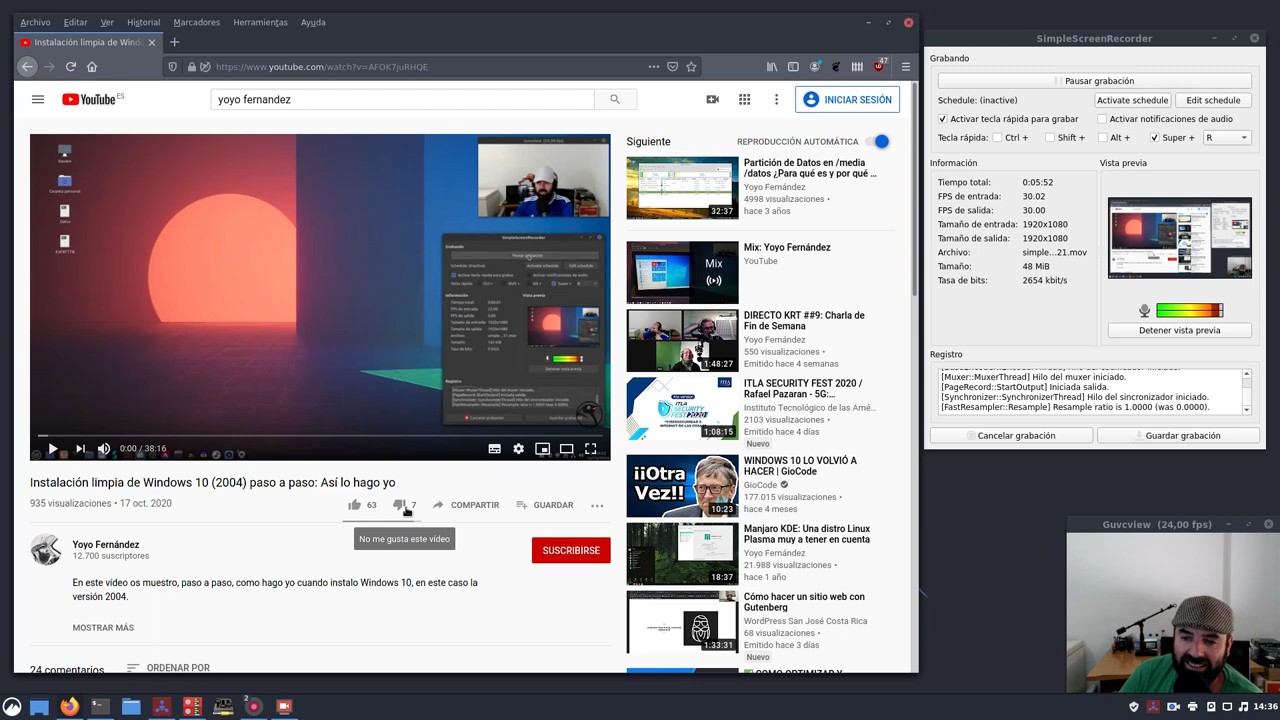 Archivo Editar Ver Historial Marcadores Herramientas Ayuda
Instalación limpia de Wind
http://www.youtube.com/watch?v=AFOK7juRHQE
47
YouTube ES
yoyo fernandez
INICIAR SESIÓN
0:00 / 38:16
Instalación limpia de Windows 10 (2004) paso a paso: Así lo hago yo
935 visualizaciones • 17 oct. 2020
63
7
COMPARTIR
GUARDAR
No me gusta este vídeo
Yoyo Fernández
12.700 suscriptores
SUSCRIBIRSE
En este vídeo os muestro, paso a paso, como hago yo cuando instalo Windows 10, en este caso la
versión 2004.
MOSTRAR MÁS
24 comentarios
ORDENAR POR
Siguiente
REPRODUCCIÓN AUTOMÁTICA
Partición de Datos en /media
/datos ¿Para qué es y por qué …
Yoyo Fernández
4998 visualizaciones •
hace 3 años
32:37
Mix: Yoyo Fernández
YouTube
Mix
DIRECTO KRT ##9: Charla de
Fin de Semana
Yoyo Fernández
550 visualizaciones •
Emitido hace 4 semanas
1:48:27
ITLA SECURITY FEST 2020 /
Rafael Pazaran - 5G:…
Instituto Tecnológico de las Amé…
2103 visualizaciones •
Emitido hace 4 días
Nuevo
1:08:15
WINDOWS 10 LO VOLVIÓ A
HACER | GioCode
GioCode
177.015 visualizaciones •
hace 4 meses
¡¡Otra
Vez!!
10:23
Manjaro KDE: Una distro Linux
Plasma muy a tener en cuenta
Yoyo Fernández
21.988 visualizaciones •
hace 1 año
18:37
Cómo hacer un sitio web con
Gutenberg
WordPress San José Costa Rica
68 visualizaciones •
Emitido hace 3 días
Nuevo
1:33:31
SimpleScreenRecorder
Grabando
Pausar grabación
Schedule: (inactive)
Activate schedule
Edit schedule
Activar tecla rápida para grabar
Activar notificaciones de audio
Tecla rápida: Ctrl + Shift + Alt + Super + R
Información
Tiempo total: 0:05:52
FPS de entrada: 30.02
FPS de salida: 30.00
Tamaño de entrada: 1920x1080
Tamaño de salida: 1920x1080
Archivo: simple...21.mov
Tamaño: 48 MiB
Tasa de bits: 2654 kbit/s
Vista previa
Detener vista previa
Registro
[Muxer::MuxerThread] Hilo del muxer iniciado.
[PageRecord::StartOutput] Iniciada salida.
[Synchronizer::SynchronizerThread] Hilo de sincronizador iniciado.
[FastResampler::Resample] Resample ratio is 1.0000 (was 0.0000).
Cancelar grabación
Guardar grabación
Guvcview (24,00 fps)
2
14:36